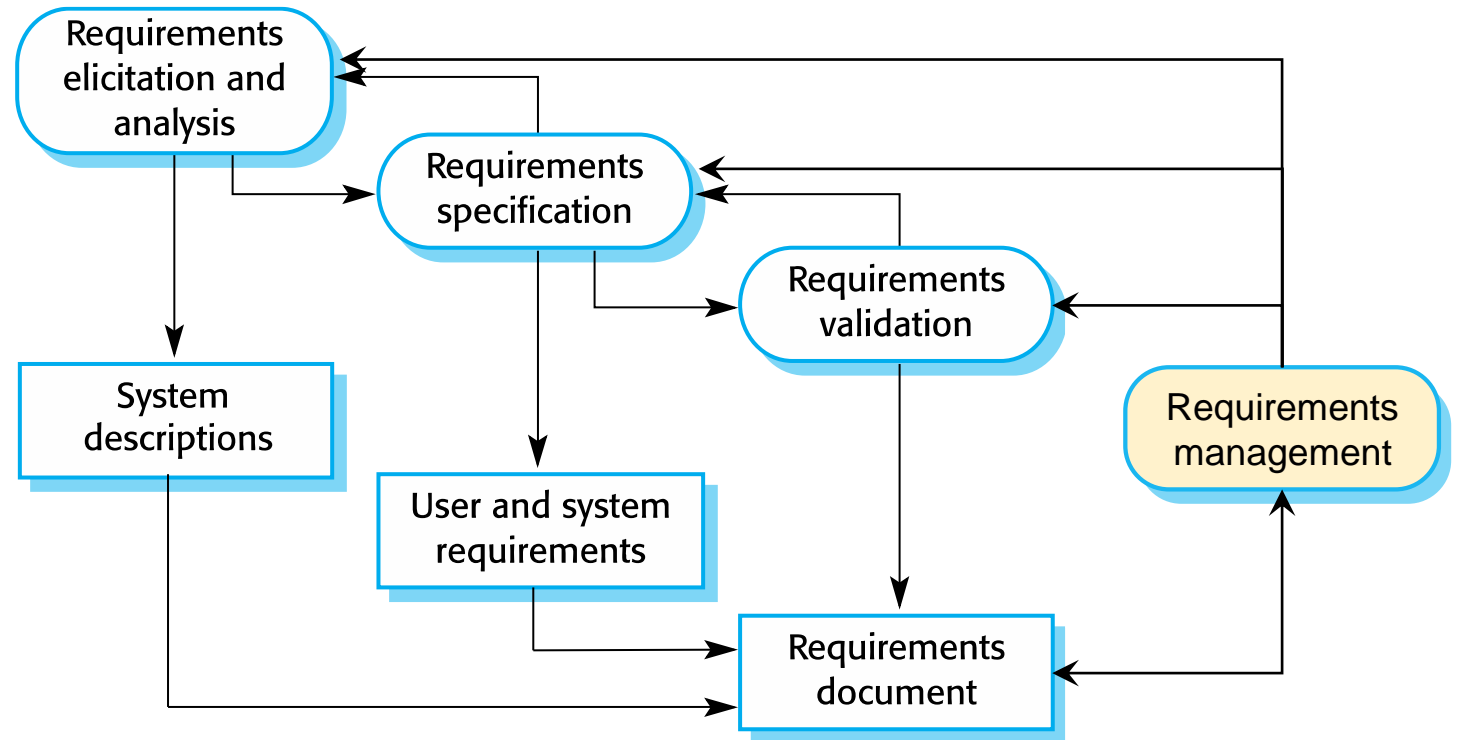 Requirements
elicitation and
analysis
Requirements
specification
Requirements
validation
System
descriptions
Requirements
management
User and system
requirements
Requirements
document